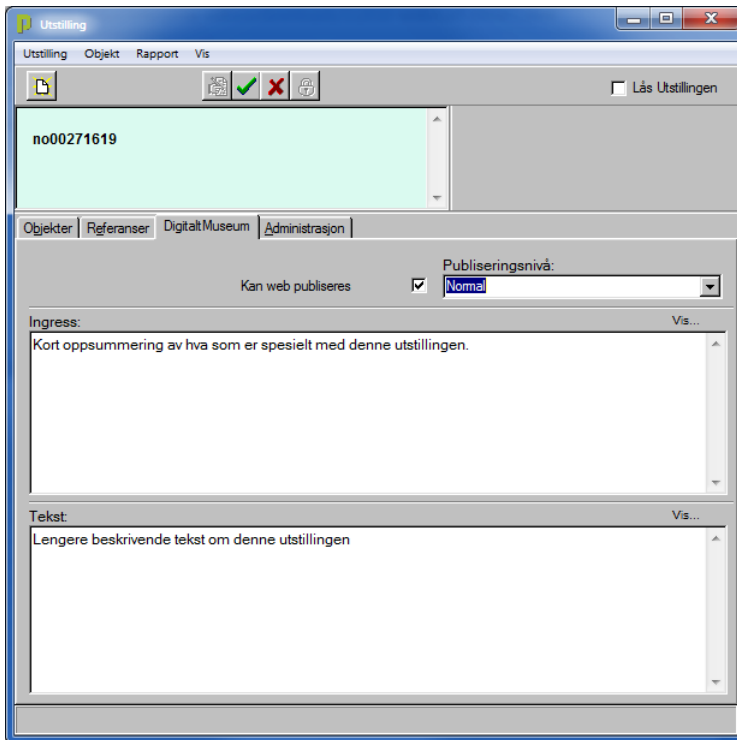 Utstilling
Utstilling Objekt Rapport Vis
Lås Utstillingen
no00271619
Objekter Referanser DigitaltMuseum Administrasjon
Publiseringsnivå:
Kan web publiseres Normal
Ingress: Vis...
Kort oppsummering av hva som er spesielt med denne utstillingen.
Tekst: Vis...
Lengere beskrivende tekst om denne utstillingen